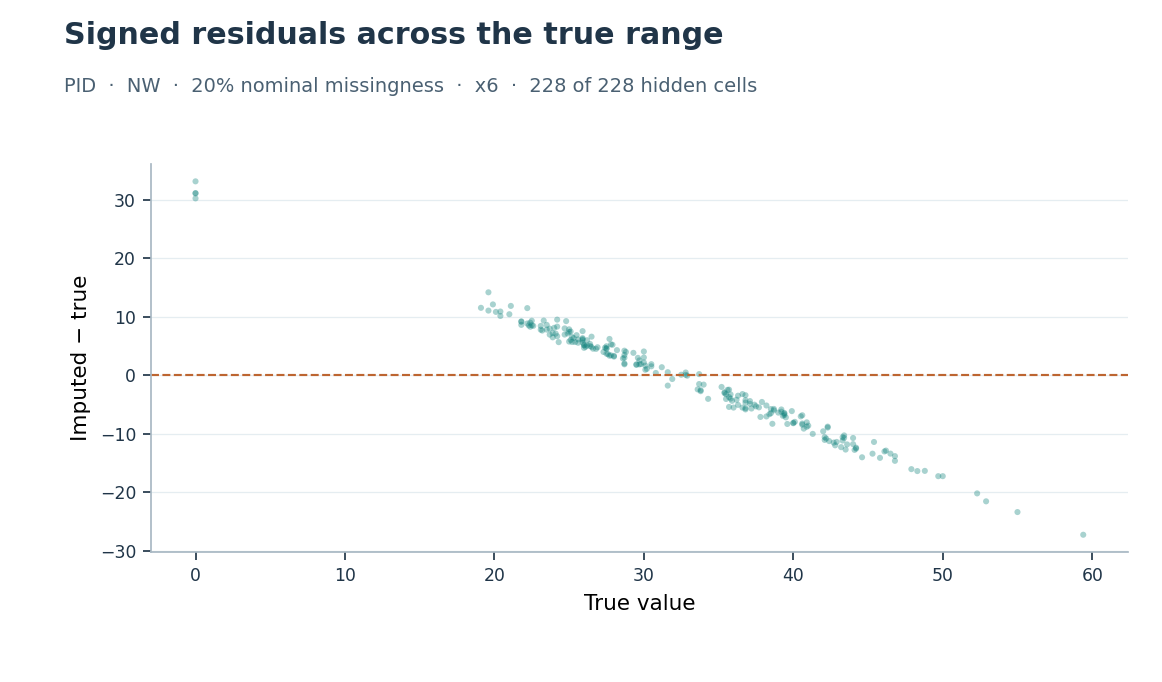 Signed residuals across the true range
PID · NW · 20% nominal missingness · x6 · 228 of 228 hidden cells
Imputed − true
30
20
10
0
−10
−20
−30
0 10 20 30 40 50 60
True value